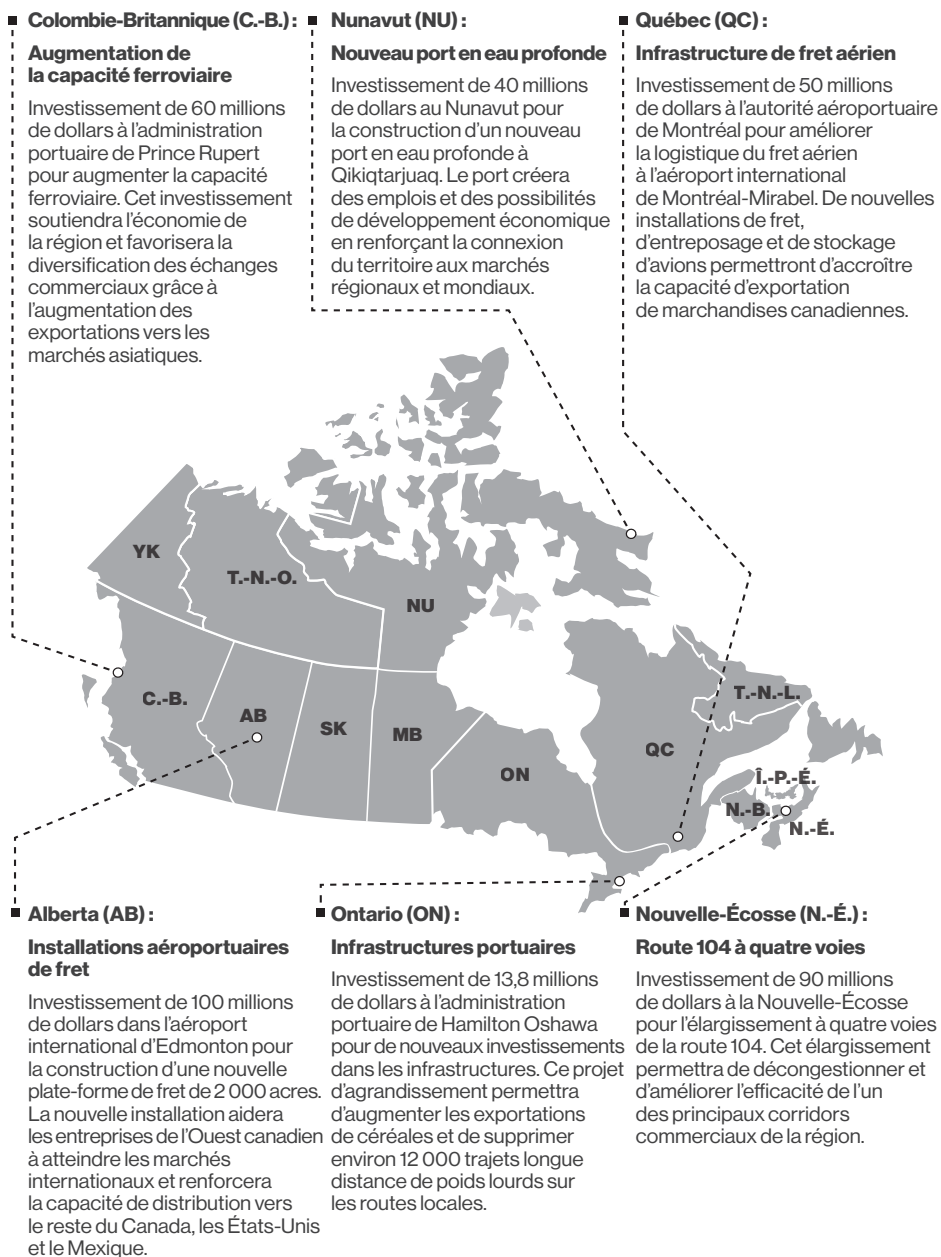 Colombie-Britannique (C.-B.) :
Augmentation de
la capacité ferroviaire
Investissement de 60 millions
de dollars à l’administration
portuaire de Prince Rupert
pour augmenter la capacité
ferroviaire. Cet investissement
soutiendra l’économie de
la région et favorisera la
diversification des échanges
commerciaux grâce à
l’augmentation des
exportations vers les
marchés asiatiques.
Nunavut (NU) :
Nouveau port en eau profonde
Investissement de 40 millions
de dollars au Nunavut pour
la construction d’un nouveau
port en eau profonde à
Qikiqtarjuaq. Le port créera
des emplois et des possibilités
de développement économique
en renforçant la connexion
du territoire aux marchés
régionaux et mondiaux.
Québec (QC) :
Infrastructure de fret aérien
Investissement de 50 millions
de dollars à l’autorité aéroportuaire
de Montréal pour améliorer
la logistique du fret aérien
à l’aéroport international
de Montréal-Mirabel. De nouvelles
installations de fret,
d’entreposage et de stockage
d’avions permettront d’accroître
la capacité d’exportation
de marchandises canadiennes.
YK
T.-N.-O.
NU
C.-B.
AB
SK
MB
ON
QC
T.-N.-L.
Î.-P.-É.
N.-B.
N.-É.
Alberta (AB) :
Installations aéroportuaires
de fret
Investissement de 100 millions
de dollars dans l’aéroport
international d’Edmonton pour
la construction d’une nouvelle
plate-forme de fret de 2 000 acres.
La nouvelle installation aidera
les entreprises de l’Ouest canadien
à atteindre les marchés
internationaux et renforcera
la capacité de distribution vers
le reste du Canada, les États-Unis
et le Mexique.
Ontario (ON) :
Infrastructures portuaires
Investissement de 13,8 millions
de dollars à l’administration
portuaire de Hamilton Oshawa
pour de nouveaux investissements
dans les infrastructures. Ce projet
d’agrandissement permettra
d’augmenter les exportations
de céréales et de supprimer
environ 12 000 trajets longue
distance de poids lourds sur
les routes locales.
Nouvelle-Écosse (N.-É.) :
Route 104 à quatre voies
Investissement de 90 millions
de dollars à la Nouvelle-Écosse
pour l’élargissement à quatre voies
de la route 104. Cet élargissement
permettra de décongestionner et
d’améliorer l’efficacité de l’un
des principaux corridors
commerciaux de la région.